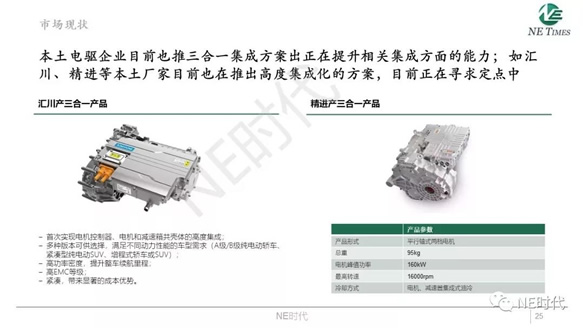 市场现状
NE TIMES
本土电驱企业目前也推三合一集成方案出正在提升相关集成方面的能力；如汇
川、精进等本土厂家目前也在推出高度集成化的方案，目前正在寻求定点中
汇川产三合一产品
精进产三合一产品
- 首次实现电机控制器、电机和减速箱共壳体的高度集成；
- 多种版本可供选择，满足不同动力性能的车型需求（A级/B级纯电动轿车、
紧凑型纯电动SUV、增程式轿车或SUV）；
- 高功率密度，提升整车续航里程，
- 高EMC等级；
- 紧凑，带来显著的成本优势。
产品参数
产品形式 平行轴式两档电机
总重 95kg
电机峰值功率 160kW
最高转速 16000rpm
冷却方式 电机、减速器集成式油冷
NE时代
NE时代
NE时代
25